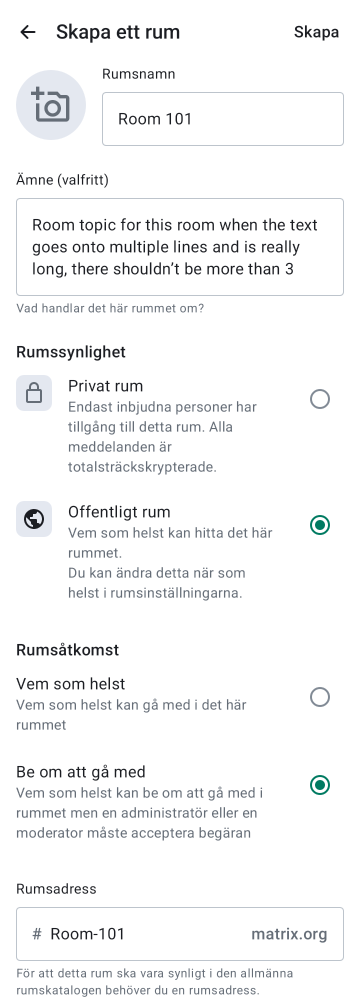 Skapa ett rum
Skapa
Rumsnamn
Room 101
Ämne (valfritt)
Room topic for this room when the text
goes onto multiple lines and is really
long, there shouldn’t be more than 3
Vad handlar det här rummet om?
Rumssynlighet
Privat rum
Endast inbjudna personer har
tillgång till detta rum. Alla
meddelanden är
totalsträckskrypterade.
Offentligt rum
Vem som helst kan hitta det här
rummet.
Du kan ändra detta när som
helst i rumsinställningarna.
Rumsåtkomst
Vem som helst
Vem som helst kan gå med i det här
rummet
Be om att gå med
Vem som helst kan be om att gå med i
rummet men en administratör eller en
moderator måste acceptera begäran
Rumsadress
# Room-101 matrix.org
För att detta rum ska vara synligt i den allmänna
rumskatalogen behöver du en rumsadress.